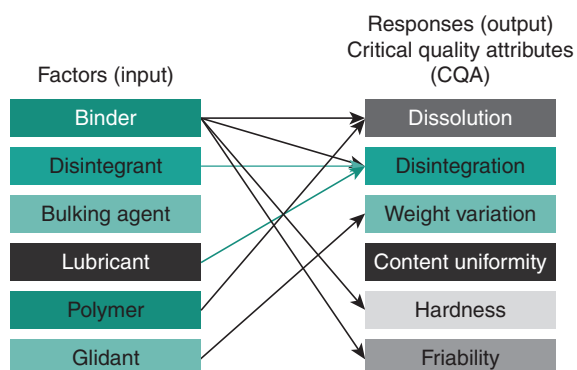 Factors (input)
Binder
Disintegrant
Bulking agent
Lubricant
Polymer
Glidant
Responses (output)
Critical quality attributes
(CQA)
Dissolution
Disintegration
Weight variation
Content uniformity
Hardness
Friability